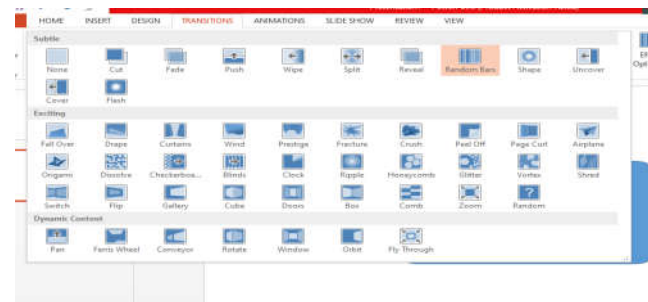 HOME INSERT DESIGN TRANSITIONS ANIMATIONS SLIDE SHOW REVIEW VIEW
Subtle
None Cut Fade Push Wipe Split Reveal Random Bars Shape Uncover
Cover Flash
Exciting
Fall Over Drape Curtains Wind Prestige Fracture Crush Peel Off Page Curl Airplane
Origami Dissolve Checkerboa... Blinds Clock Ripple Honeycomb Glitter Vortex Shred
Switch Flip Gallery Cube Doors Box Comb Zoom Random
Dynamic Content
Pan Ferris Wheel Conveyor Rotate Window Orbit Fly Through